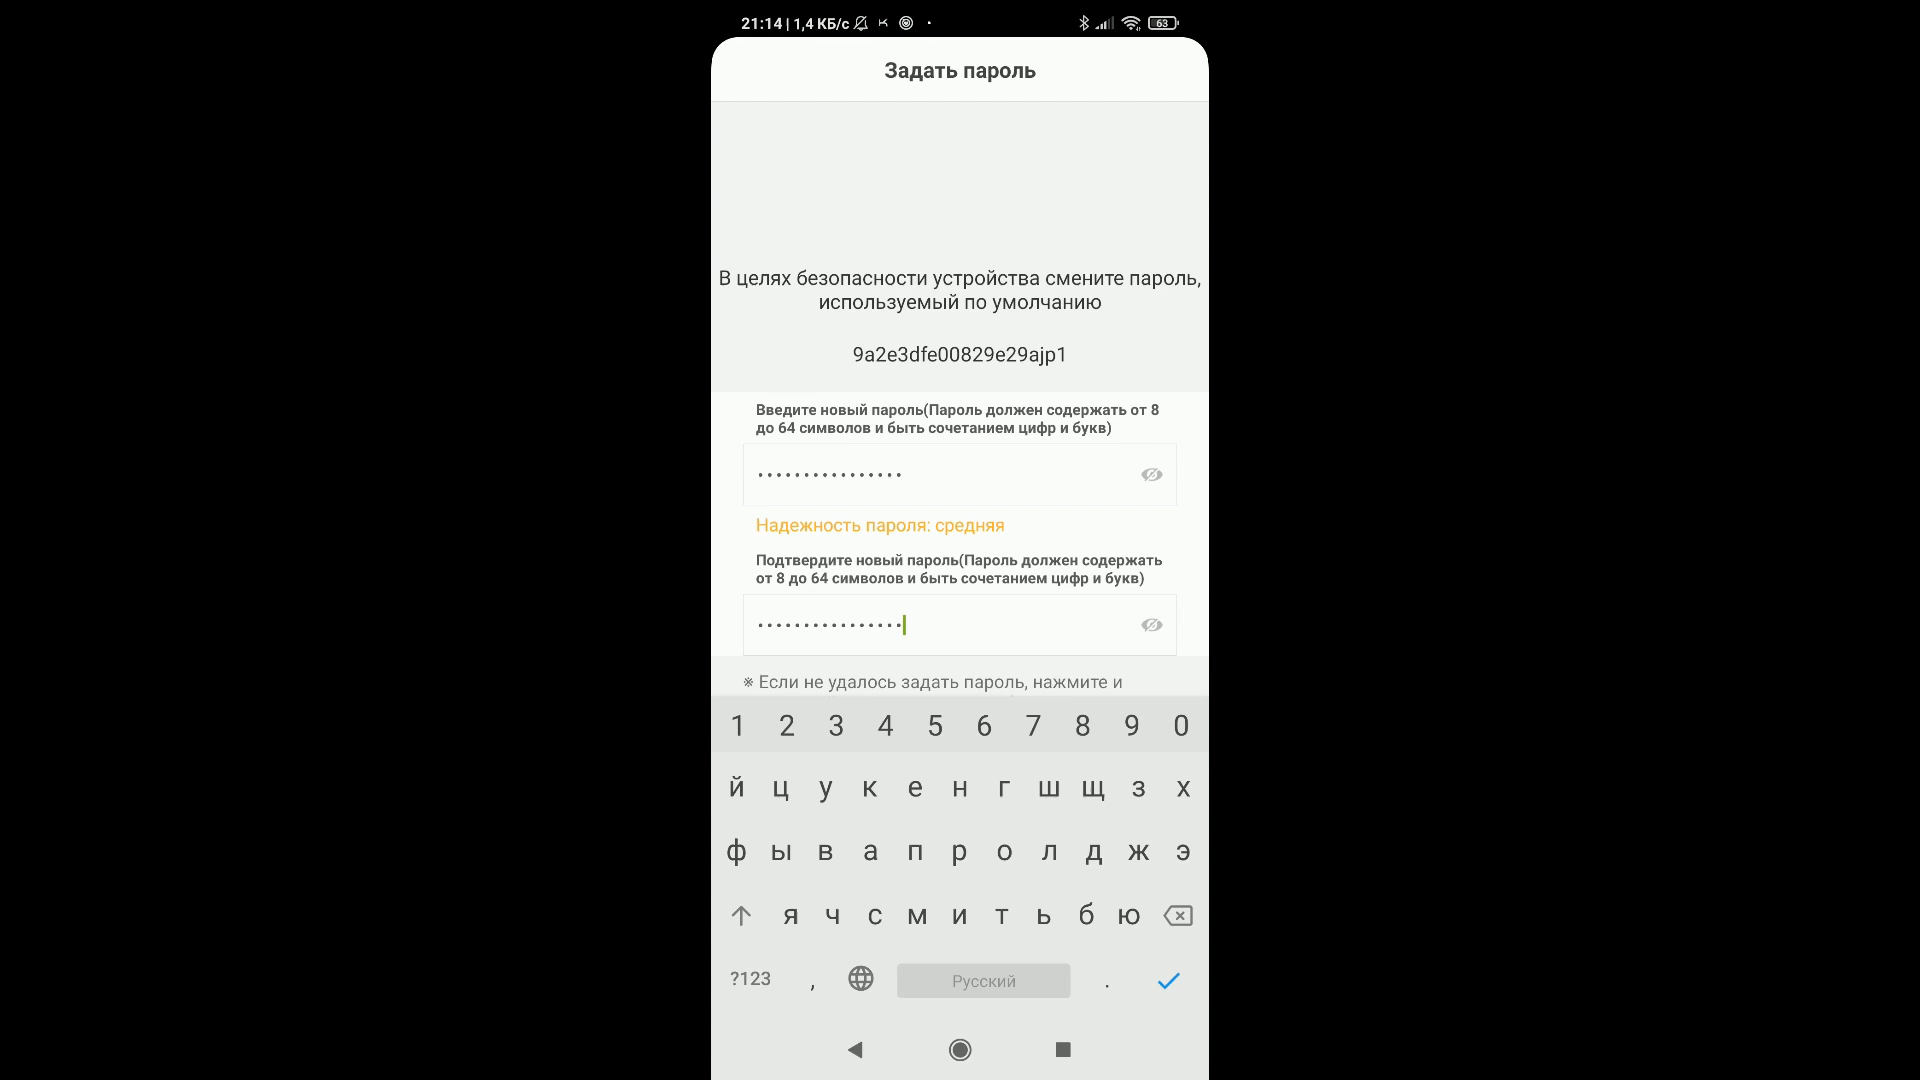 21:14 | 1,4 КБ/с
63
Задать пароль
В целях безопасности устройства смените пароль,
используемый по умолчанию
9a2e3dfe00829e29ajp1
Введите новый пароль(Пароль должен содержать от 8
до 64 символов и быть сочетанием цифр и букв)
••••••••••••••••
Надежность пароля: средняя
Подтвердите новый пароль(Пароль должен содержать
от 8 до 64 символов и быть сочетанием цифр и букв)
••••••••••••••••
※ Если не удалось задать пароль, нажмите и
1 2 3 4 5 6 7 8 9 0
й ц у к е н г ш щ з х
ф ы в а п р о л д ж э
я ч с м и т ь б ю
?123 , Русский .